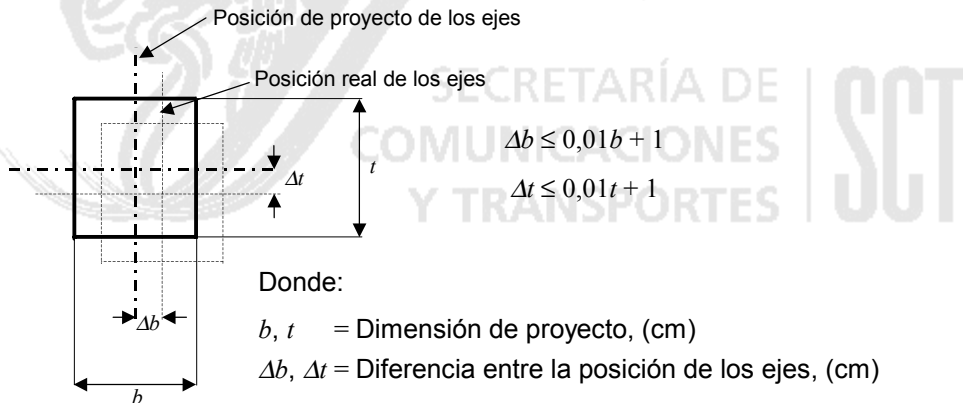 Posición de proyecto de los ejes
Posición real de los ejes
SECRETARÍA DE
COMUNICACIONES
Y TRANSPORTES
SCT
Δb ≤ 0,01b + 1
Δt ≤ 0,01t + 1
t
Δt
Δb
b
Donde:
b, t = Dimensión de proyecto, (cm)
Δb, Δt = Diferencia entre la posición de los ejes, (cm)